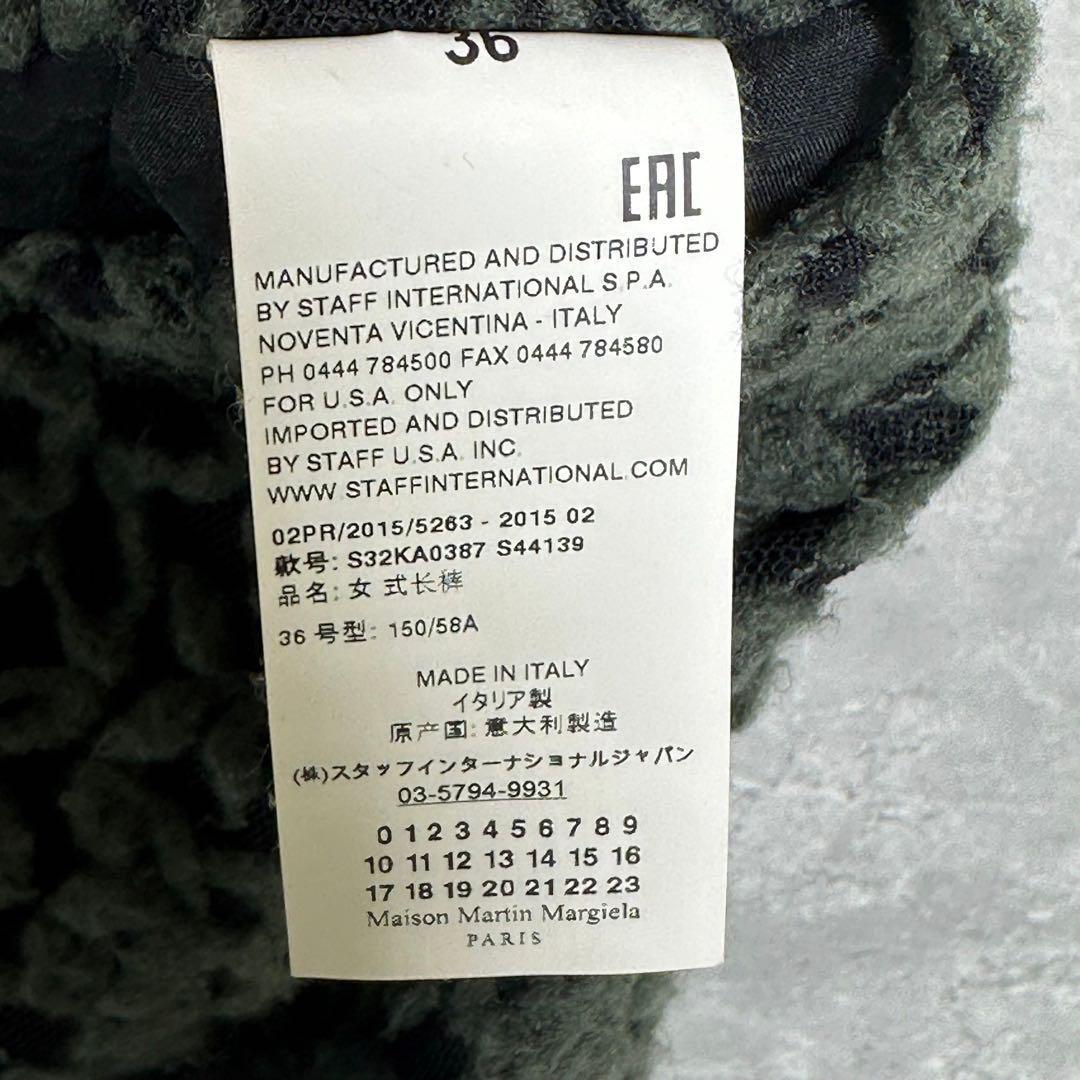 36
EAC
MANUFACTURED AND DISTRIBUTED
BY STAFF INTERNATIONAL S.P.A.
NOVENTA VICENTINA - ITALY
PH 0444 784500 FAX 0444 784580
FOR U.S.A. ONLY
IMPORTED AND DISTRIBUTED
BY STAFF U.S.A. INC.
WWW.STAFFINTERNATIONAL.COM
02PR/2015/5263 - 2015 02
款号: S32KA0387 S44139
品名: 女 式长裤
36 号型: 150/58A
MADE IN ITALY
イタリア製
原产国: 意大利製造
(株)スタッフインターナショナルジャパン
03-5794-9931
0 1 2 3 4 5 6 7 8 9
10 11 12 13 14 15 16
17 18 19 20 21 22 23
Maison Martin Margiela
PARIS